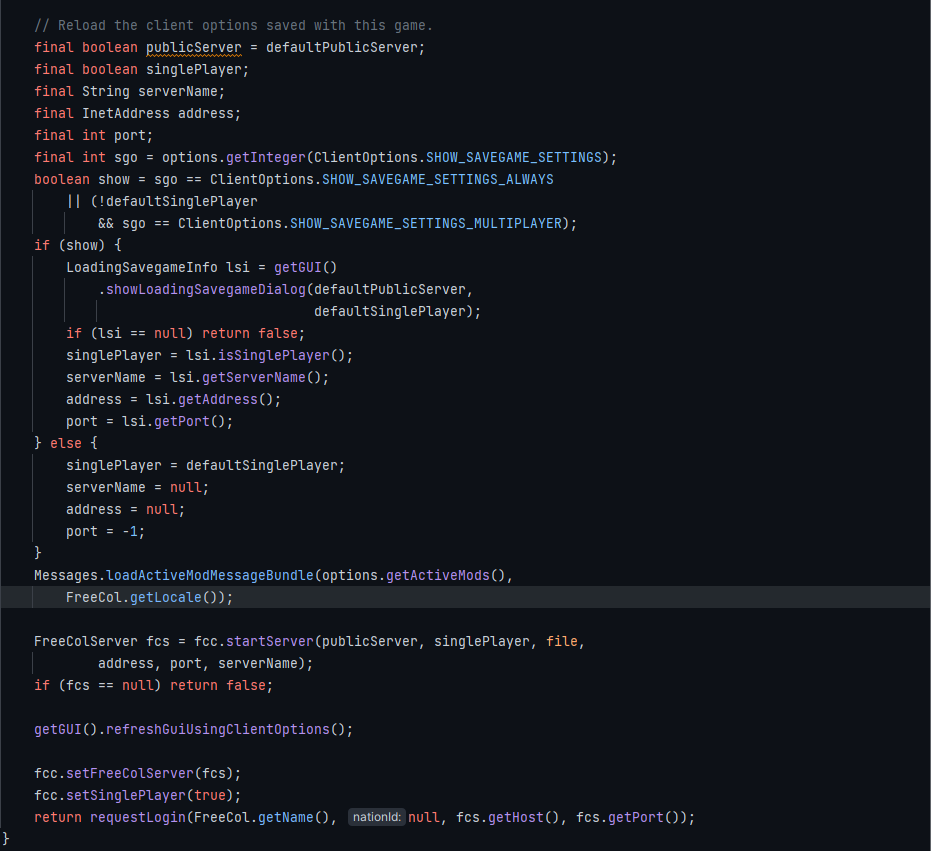 // Reload the client options saved with this game.
final boolean publicServer = defaultPublicServer;
final boolean singlePlayer;
final String serverName;
final InetAddress address;
final int port;
final int sgo = options.getInteger(ClientOptions.SHOW_SAVEGAME_SETTINGS);
boolean show = sgo == ClientOptions.SHOW_SAVEGAME_SETTINGS_ALWAYS
    || (!defaultSinglePlayer
        && sgo == ClientOptions.SHOW_SAVEGAME_SETTINGS_MULTIPLAYER);
if (show) {
    LoadingSavegameInfo lsi = getGUI()
        .showLoadingSavegameDialog(defaultPublicServer,
                                   defaultSinglePlayer);
    if (lsi == null) return false;
    singlePlayer = lsi.isSinglePlayer();
    serverName = lsi.getServerName();
    address = lsi.getAddress();
    port = lsi.getPort();
} else {
    singlePlayer = defaultSinglePlayer;
    serverName = null;
    address = null;
    port = -1;
}
Messages.loadActiveModMessageBundle(options.getActiveMods(),
    FreeCol.getLocale());

FreeColServer fcs = fcc.startServer(publicServer, singlePlayer, file,
        address, port, serverName);
if (fcs == null) return false;

getGUI().refreshGuiUsingClientOptions();

fcc.setFreeColServer(fcs);
fcc.setSinglePlayer(true);
return requestLogin(FreeCol.getName(), nationId: null, fcs.getHost(), fcs.getPort());
}